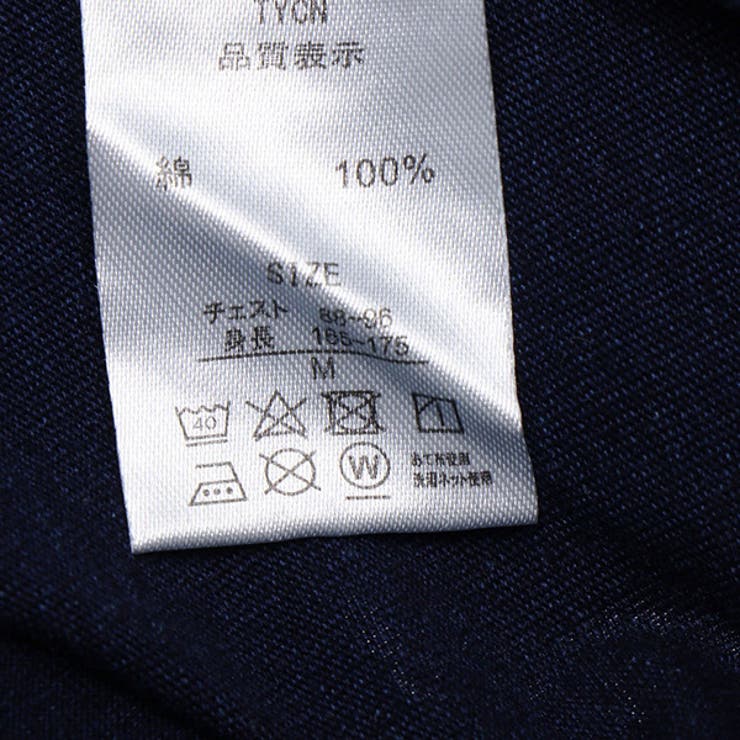 TYCN
品質表示
綿 100%
SIZE
チェスト 88~96
身長 165-175
M
40
W
あて布使用
洗濯ネット使用